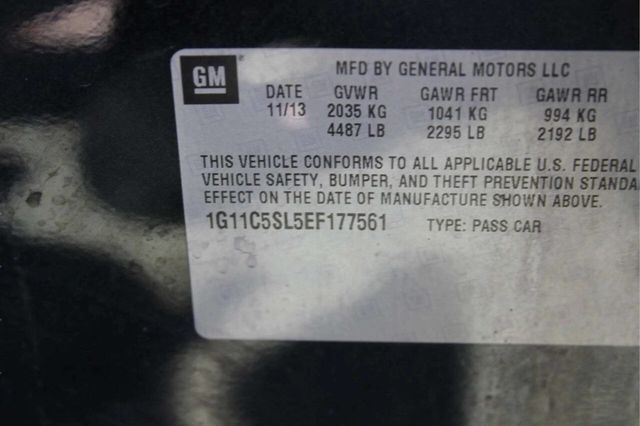 GM
MFD BY GENERAL MOTORS LLC
DATE GVWR GAWR FRT GAWR RR
11/13 2035 KG 1041 KG 994 KG
4487 LB 2295 LB 2192 LB
THIS VEHICLE CONFORMS TO ALL APPLICABLE U.S. FEDERAL
VEHICLE SAFETY, BUMPER, AND THEFT PREVENTION STANDA
EFFECT ON THE DATE OF MANUFACTURE SHOWN ABOVE.
1G11C5SL5EF177561 TYPE: PASS CAR